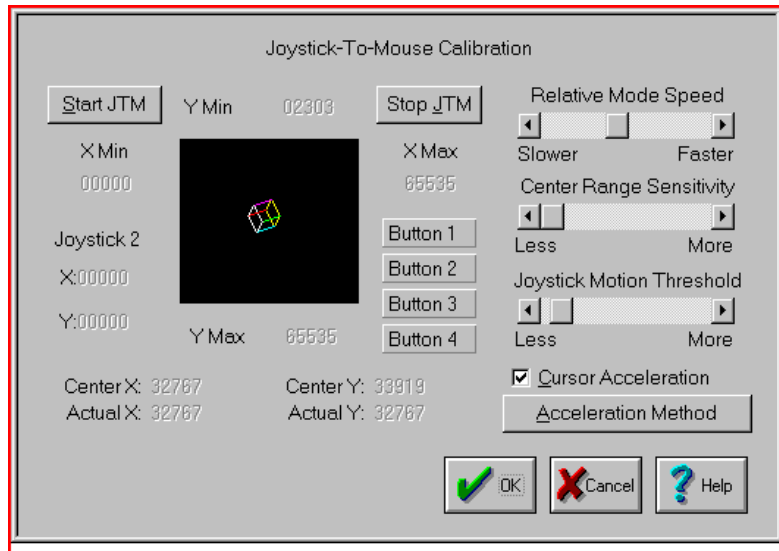 Joystick-To-Mouse Calibration
Start JTM
Y Min 02303
Stop JTM
X Min
00000
X Max
65535
Joystick 2
X:00000
Y:00000
Button 1
Button 2
Button 3
Button 4
Y Max 65535
Center X: 32767
Center Y: 33919
Actual X: 32767
Actual Y: 32767
Relative Mode Speed
Slower Faster
Center Range Sensitivity
Less More
Joystick Motion Threshold
Less More
Cursor Acceleration
Acceleration Method
OK
Cancel
Help